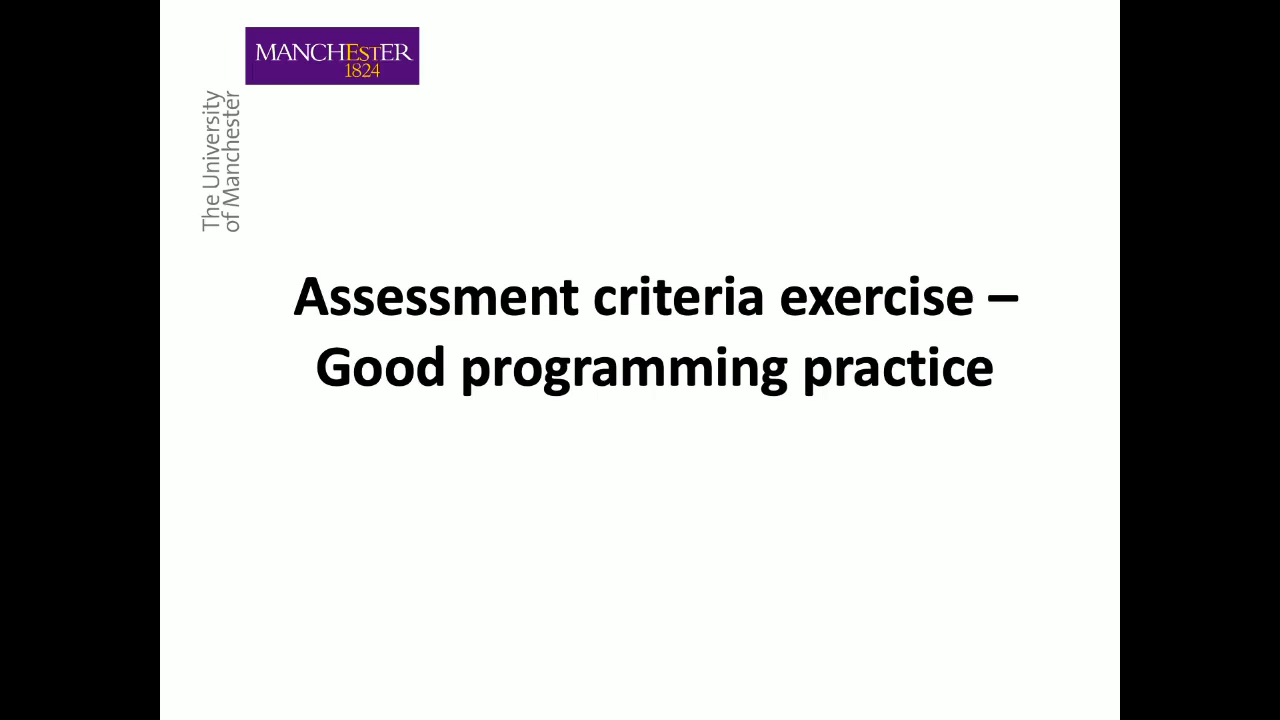 MANCHESTER
1824
The University
of Manchester
Assessment criteria exercise –
Good programming practice